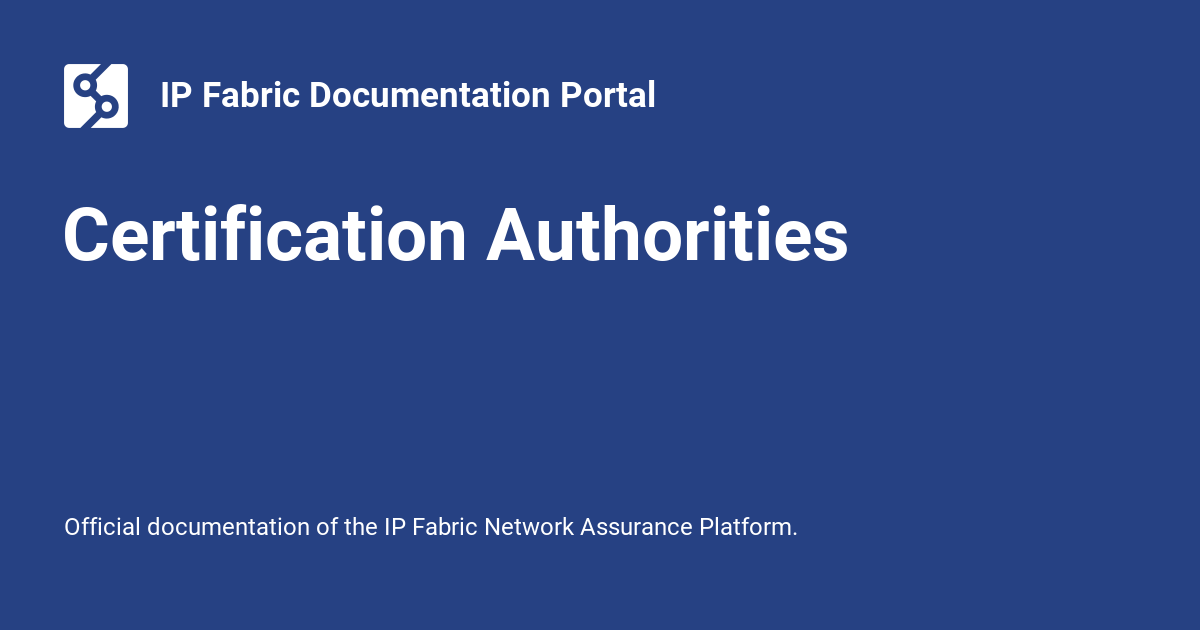 IP Fabric Documentation Portal
Certification Authorities
Official documentation of the IP Fabric Network Assurance Platform.